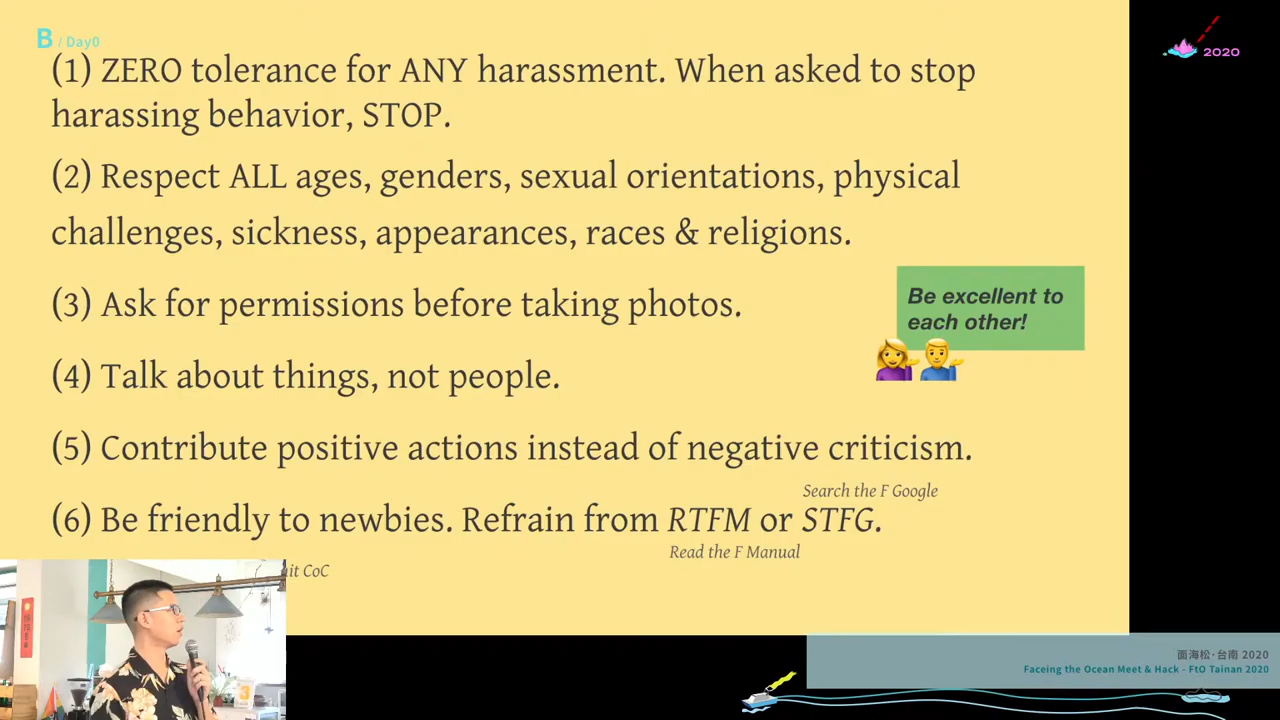 B / Day0
2020
(1) ZERO tolerance for ANY harassment. When asked to stop
harassing behavior, STOP.
(2) Respect ALL ages, genders, sexual orientations, physical
challenges, sickness, appearances, races & religions.
Be excellent to
each other!
(3) Ask for permissions before taking photos.
(4) Talk about things, not people.
(5) Contribute positive actions instead of negative criticism.
Search the F Google
(6) Be friendly to newbies. Refrain from RTFM or STFG.
Read the F Manual
CoC
面海松·台南 2020
Faceing the Ocean Meet & Hack - FtO Tainan 2020